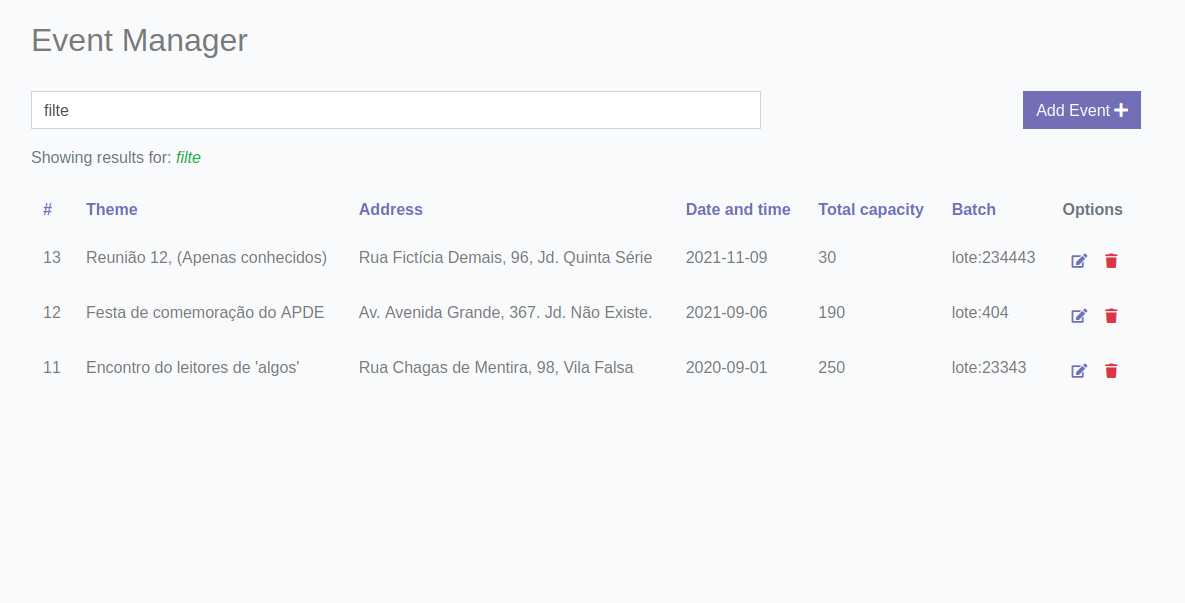 Event Manager
filte
Add Event
Showing results for: filte
# Theme Address Date and time Total capacity Batch Options
13 Reunião 12, (Apenas conhecidos) Rua Fictícia Demais, 96, Jd. Quinta Série 2021-11-09 30 lote:234443
12 Festa de comemoração do APDE Av. Avenida Grande, 367. Jd. Não Existe. 2021-09-06 190 lote:404
11 Encontro do leitores de 'algos' Rua Chagas de Mentira, 98, Vila Falsa 2020-09-01 250 lote:23343